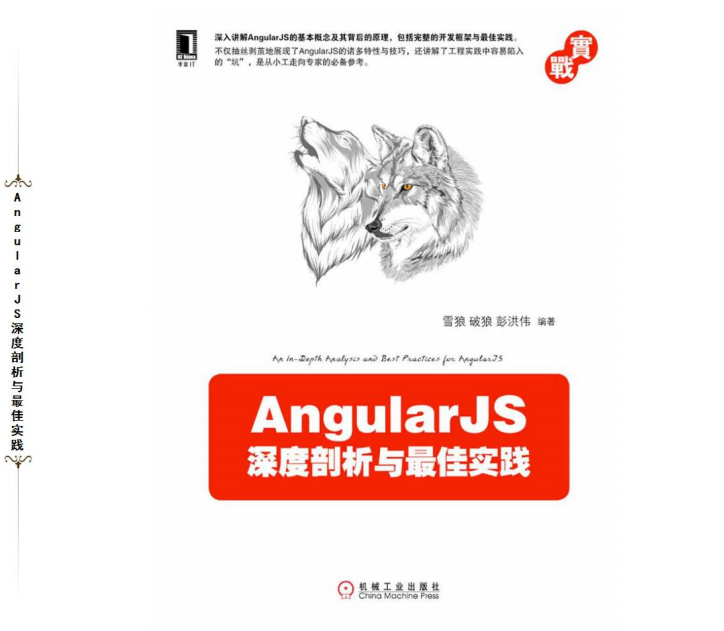 深入讲解AngularJS的基本概念及其背后的原理，包括完整的开发框架与最佳实践。
不仅抽丝剥茧地展现了AngularJS的诸多特性与技巧，还讲解了工程实践中容易陷入
的“坑”，是从小工走向专家的必备参考。
华章IT
實
戰
AngularJS深度剖析与最佳实践
雪狼 破狼 彭洪伟 编著
An In-Depth Analysis and Best Practices for AngularJS
AngularJS
深度剖析与最佳实践
机械工业出版社
China Machine Press